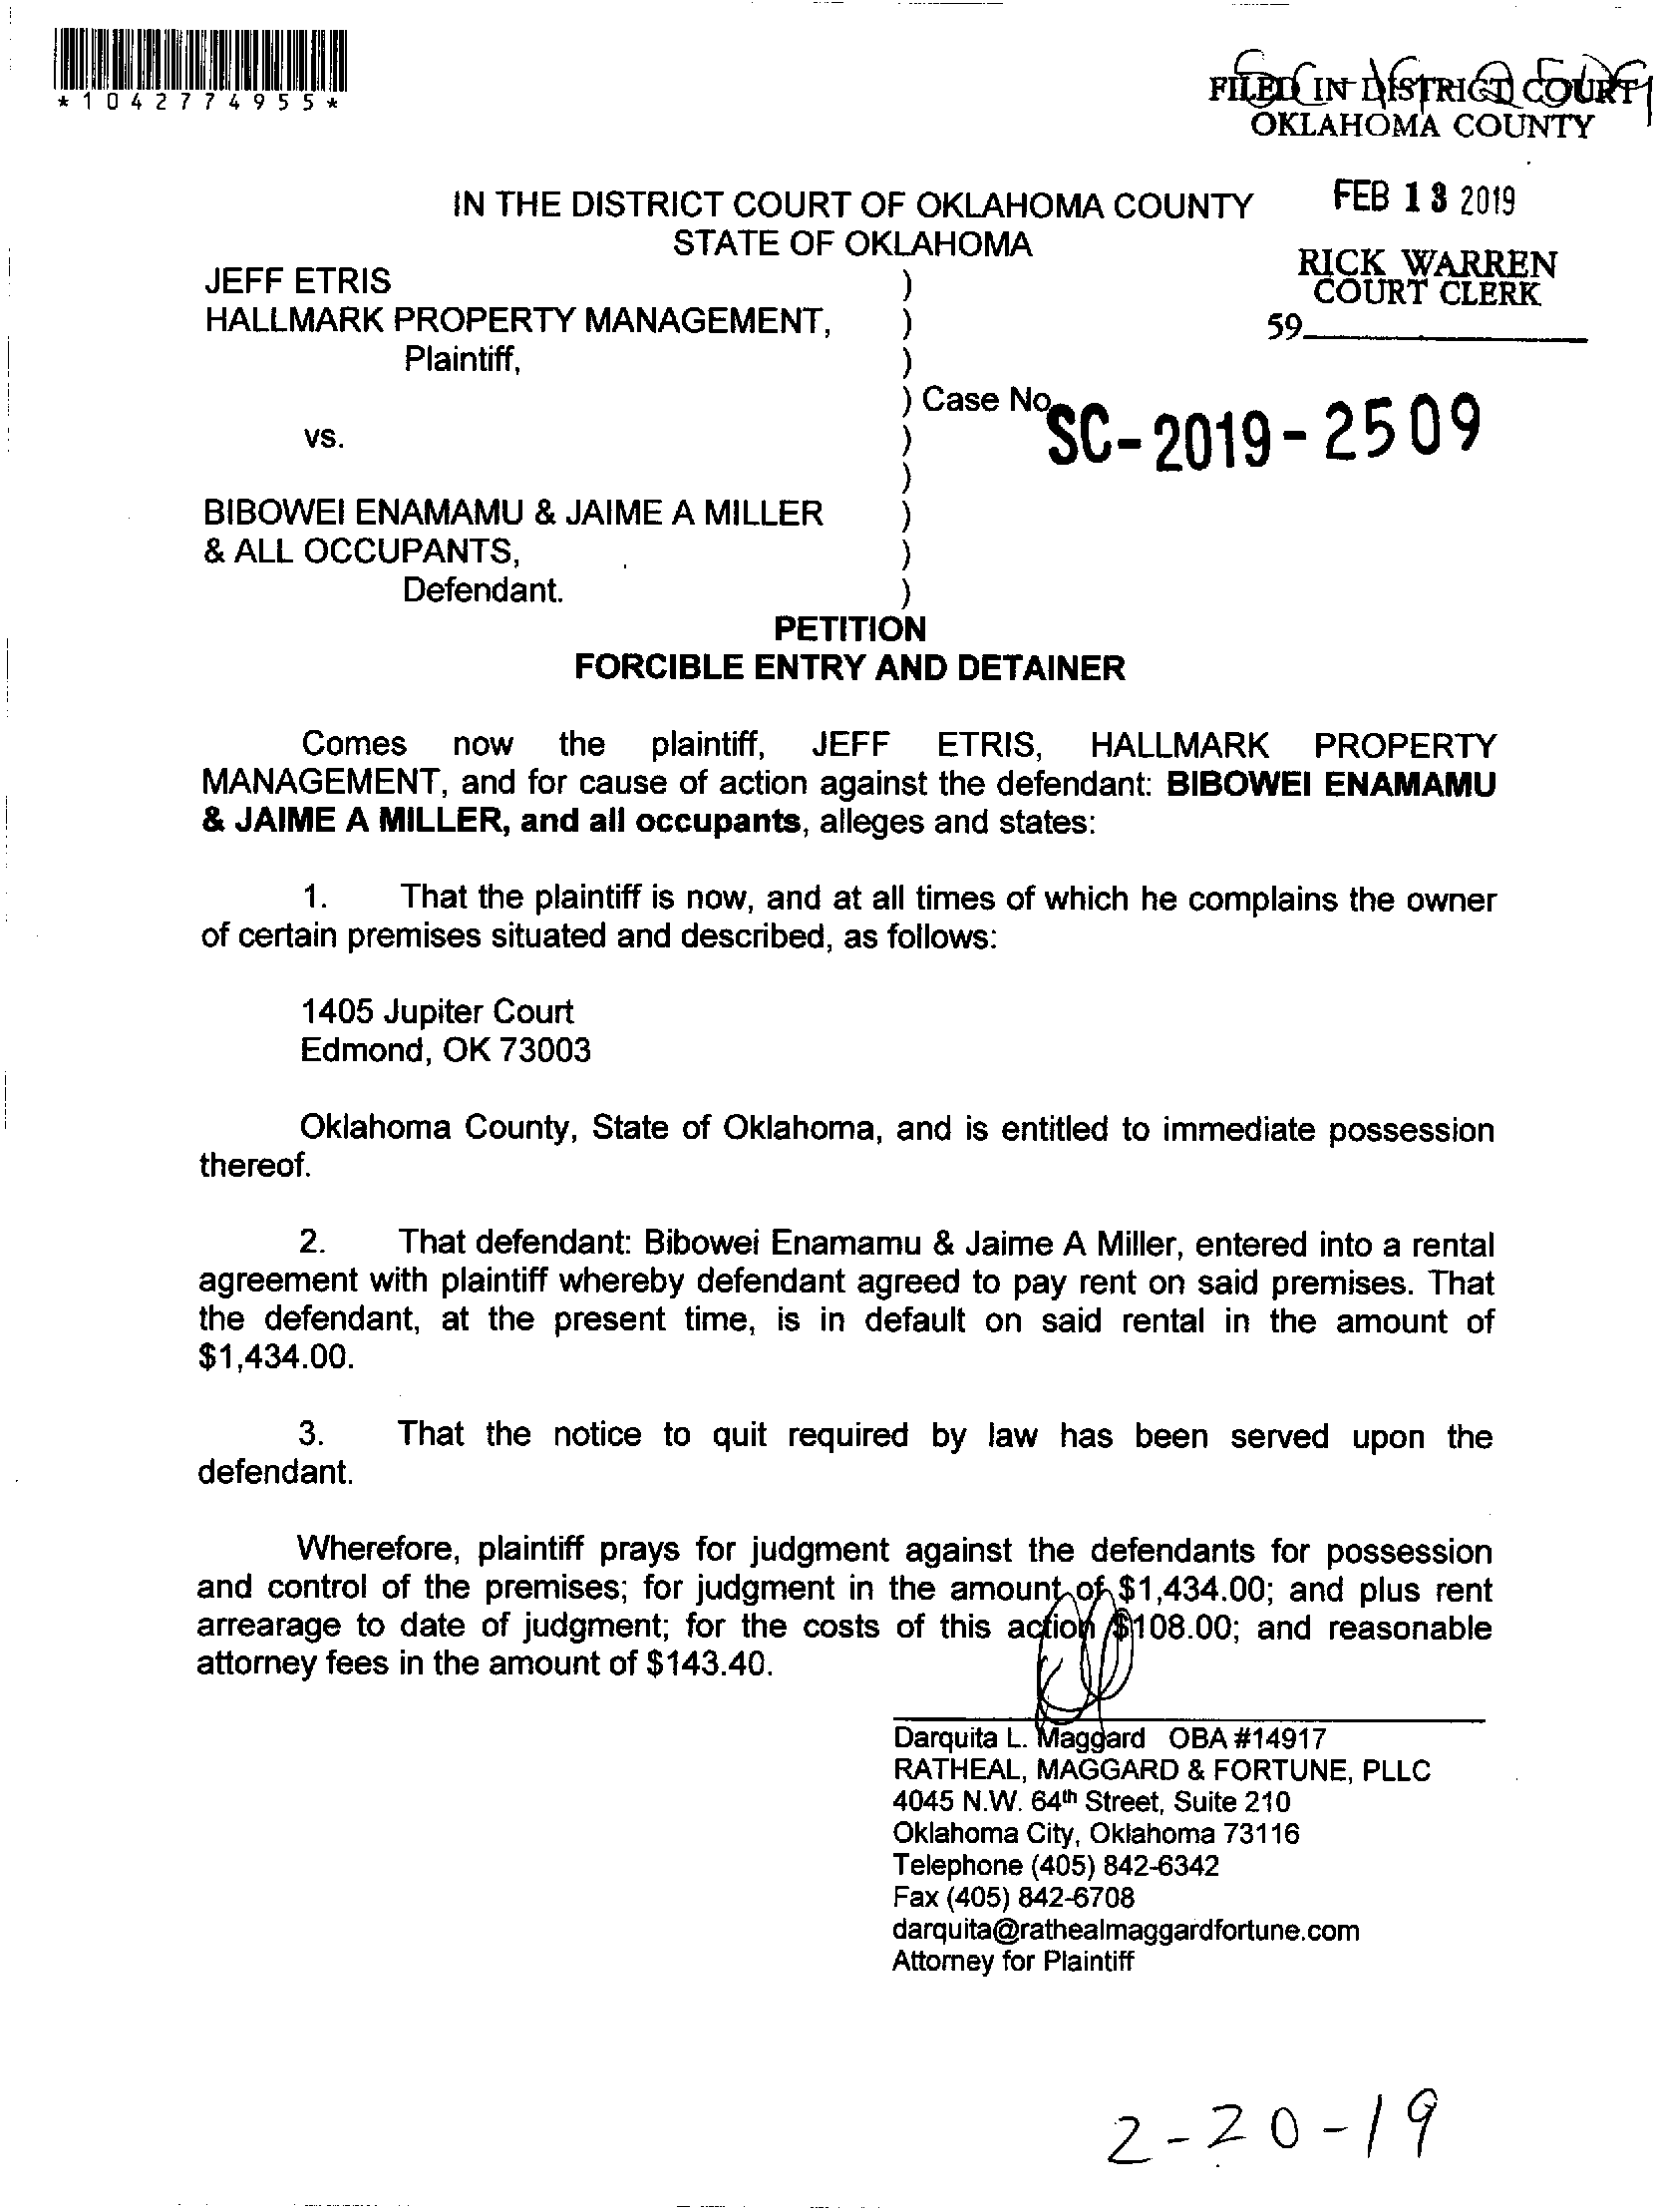 *1042774955*
FILED IN DISTRICT COURT
OKLAHOMA COUNTY
FEB 13 2019
RICK WARREN
COURT CLERK
59
IN THE DISTRICT COURT OF OKLAHOMA COUNTY
STATE OF OKLAHOMA
JEFF ETRIS )
HALLMARK PROPERTY MANAGEMENT, )
Plaintiff, )
) Case No.
SC-2019-2509
vs. )
)
BIBOWEI ENAMAMU & JAIME A MILLER )
& ALL OCCUPANTS, )
Defendant. )
PETITION
FORCIBLE ENTRY AND DETAINER
Comes now the plaintiff, JEFF ETRIS, HALLMARK PROPERTY
MANAGEMENT, and for cause of action against the defendant: BIBOWEI ENAMAMU
& JAIME A MILLER, and all occupants, alleges and states:
1. That the plaintiff is now, and at all times of which he complains the owner
of certain premises situated and described, as follows:
1405 Jupiter Court
Edmond, OK 73003
Oklahoma County, State of Oklahoma, and is entitled to immediate possession
thereof.
2. That defendant: Bibowei Enamamu & Jaime A Miller, entered into a rental
agreement with plaintiff whereby defendant agreed to pay rent on said premises. That
the defendant, at the present time, is in default on said rental in the amount of
$1,434.00.
3. That the notice to quit required by law has been served upon the
defendant.
Wherefore, plaintiff prays for judgment against the defendants for possession
and control of the premises; for judgment in the amount of $1,434.00; and plus rent
arrearage to date of judgment; for the costs of this action $108.00; and reasonable
attorney fees in the amount of $143.40.
Darquita L. Maggard OBA #14917
RATHEAL, MAGGARD & FORTUNE, PLLC
4045 N.W. 64th Street, Suite 210
Oklahoma City, Oklahoma 73116
Telephone (405) 842-6342
Fax (405) 842-6708
darquita@rathealmaggardfortune.com
Attorney for Plaintiff
2-20-19